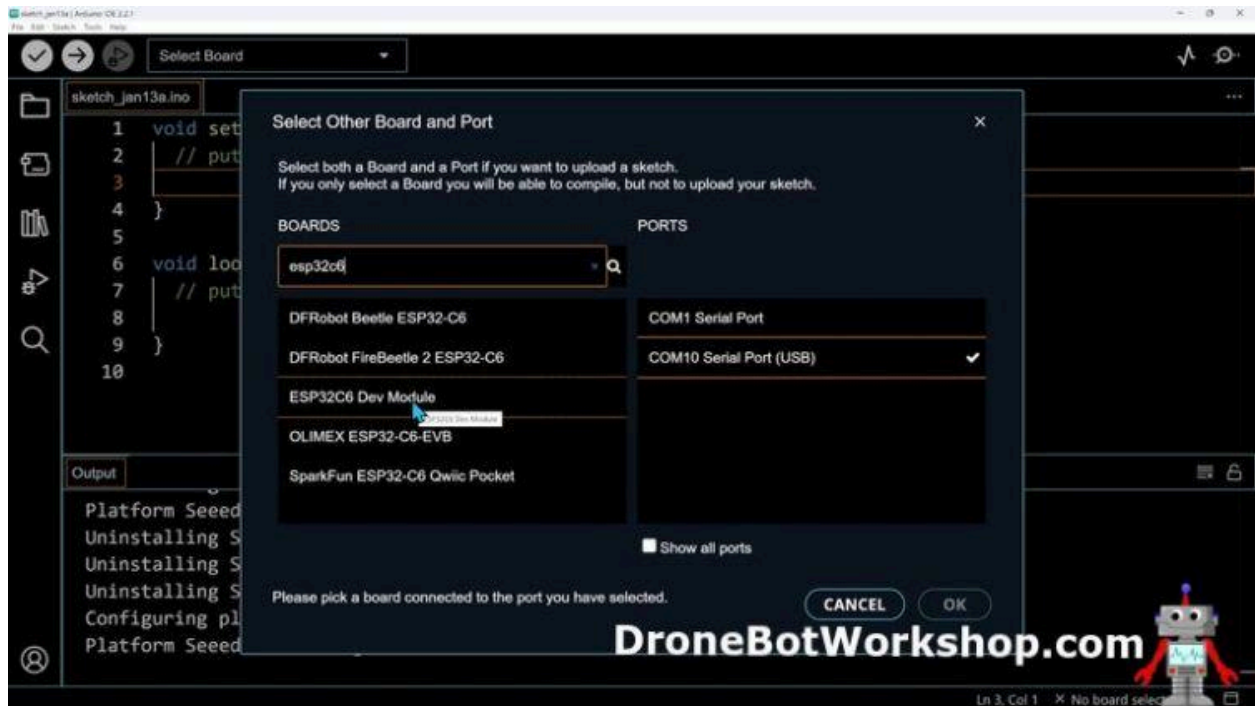 sketch_jan13a | Arduino IDE 2.2.1
File Edit Sketch Tools Help
Select Board
sketch_jan13a.ino
Select Other Board and Port
Select both a Board and a Port if you want to upload a sketch.
If you only select a Board you will be able to compile, but not to upload your sketch.
BOARDS
PORTS
esp32c6
DFRobot Beetle ESP32-C6
DFRobot FireBeetle 2 ESP32-C6
ESP32C6 Dev Module
ESP32C6 Dev Module
OLIMEX ESP32-C6-EVB
SparkFun ESP32-C6 Qwiic Pocket
COM1 Serial Port
COM10 Serial Port (USB)
Show all ports
Please pick a board connected to the port you have selected.
CANCEL
OK
1 void set
2 // put
3
4 }
5
6 void loo
7 // put
8
9 }
10
Output
Platform Seeed
Uninstalling S
Uninstalling S
Uninstalling S
Configuring pl
Platform Seeed
DroneBotWorkshop.com
Ln 3, Col 1 × No board selec